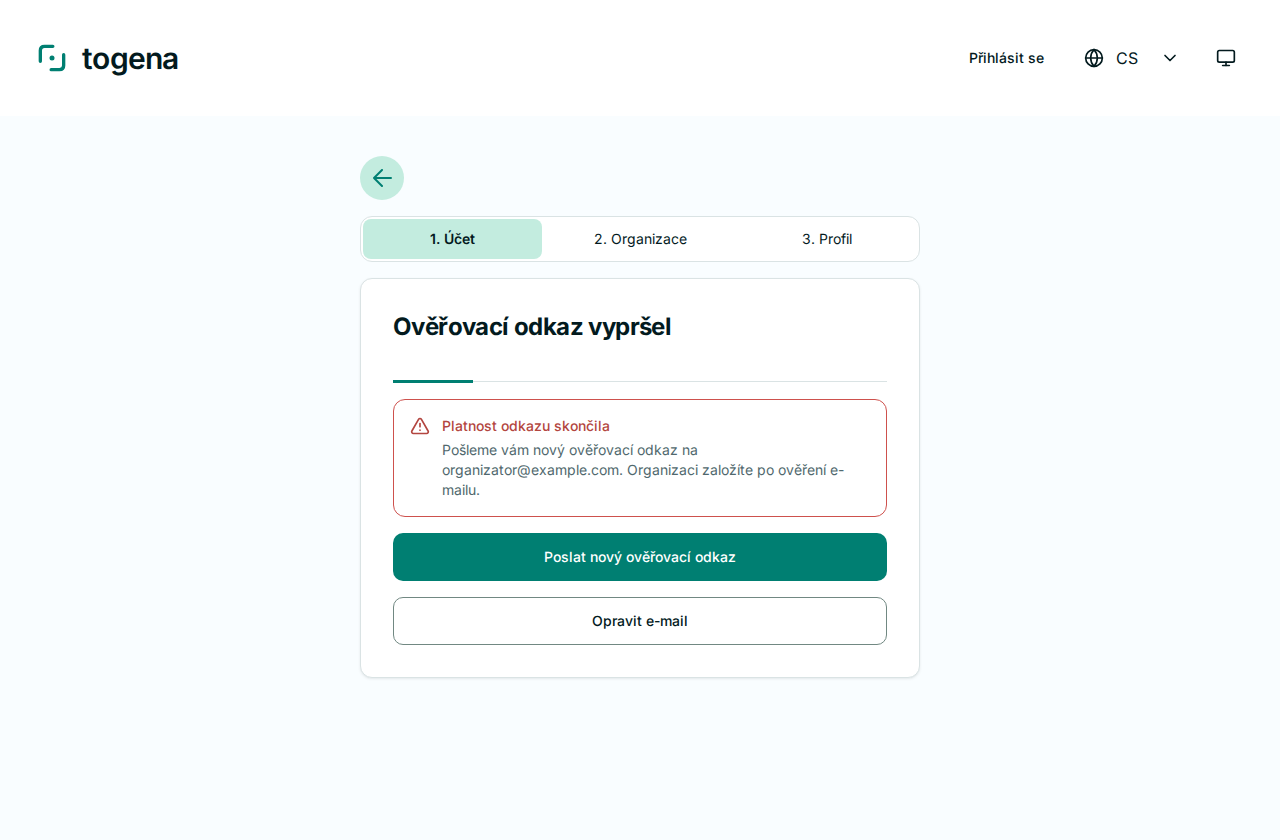 togena
Přihlásit se
CS
1. Účet
2. Organizace
3. Profil
Ověřovací odkaz vypršel
Platnost odkazu skončila
Pošleme vám nový ověřovací odkaz na
organizator@example.com. Organizaci založíte po ověření e-
mailu.
Poslat nový ověřovací odkaz
Opravit e-mail